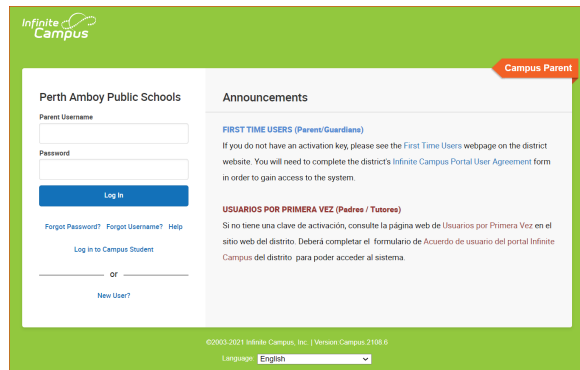 Infinite
Campus
Campus Parent
Perth Amboy Public Schools
Parent Username
Password
Log In
Forgot Password? Forgot Username? Help
Log in to Campus Student
or
New User?
Announcements
FIRST TIME USERS (Parent/Guardians)
If you do not have an activation key, please see the First Time Users webpage on the district
website. You will need to complete the district's Infinite Campus Portal User Agreement form
in order to gain access to the system.
USUARIOS POR PRIMERA VEZ (Padres / Tutores)
Si no tiene una clave de activación, consulte la página web de Usuarios por Primera Vez en el
sitio web del distrito. Deberá completar el formulario de Acuerdo de usuario del portal Infinite
Campus del distrito para poder acceder al sistema.
©2003-2021 Infinite Campus, Inc. | Version:Campus 2108.6
Language: English